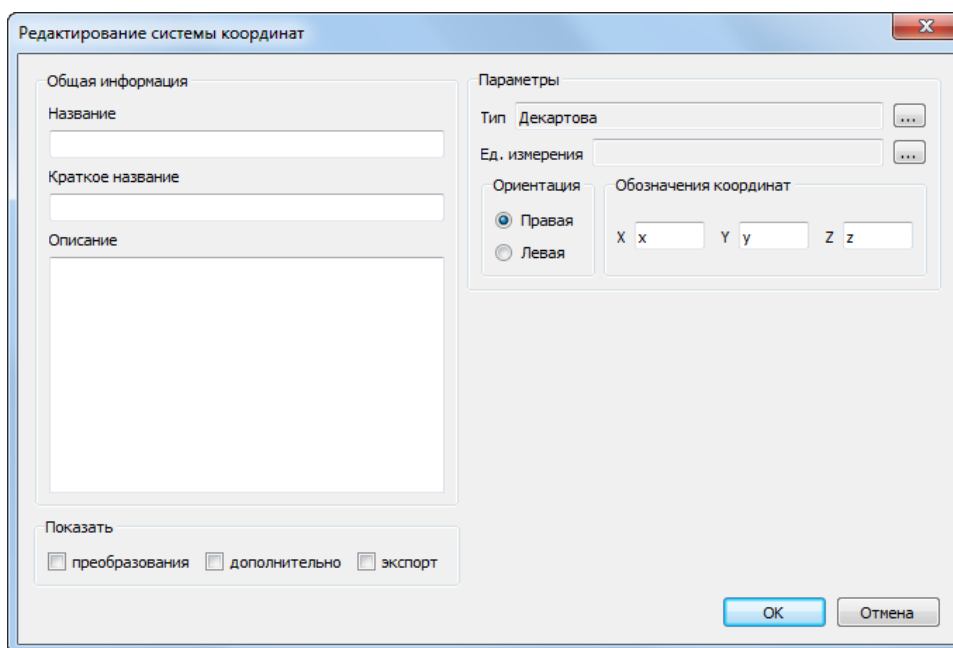 Редактирование системы координат
Общая информация
Название
Краткое название
Описание
Показать
преобразования дополнительно экспорт
Параметры
Тип Декартова ...
Ед. измерения ...
Ориентация
Правая
Левая
Обозначения координат
X x Y y Z z
OK Отмена